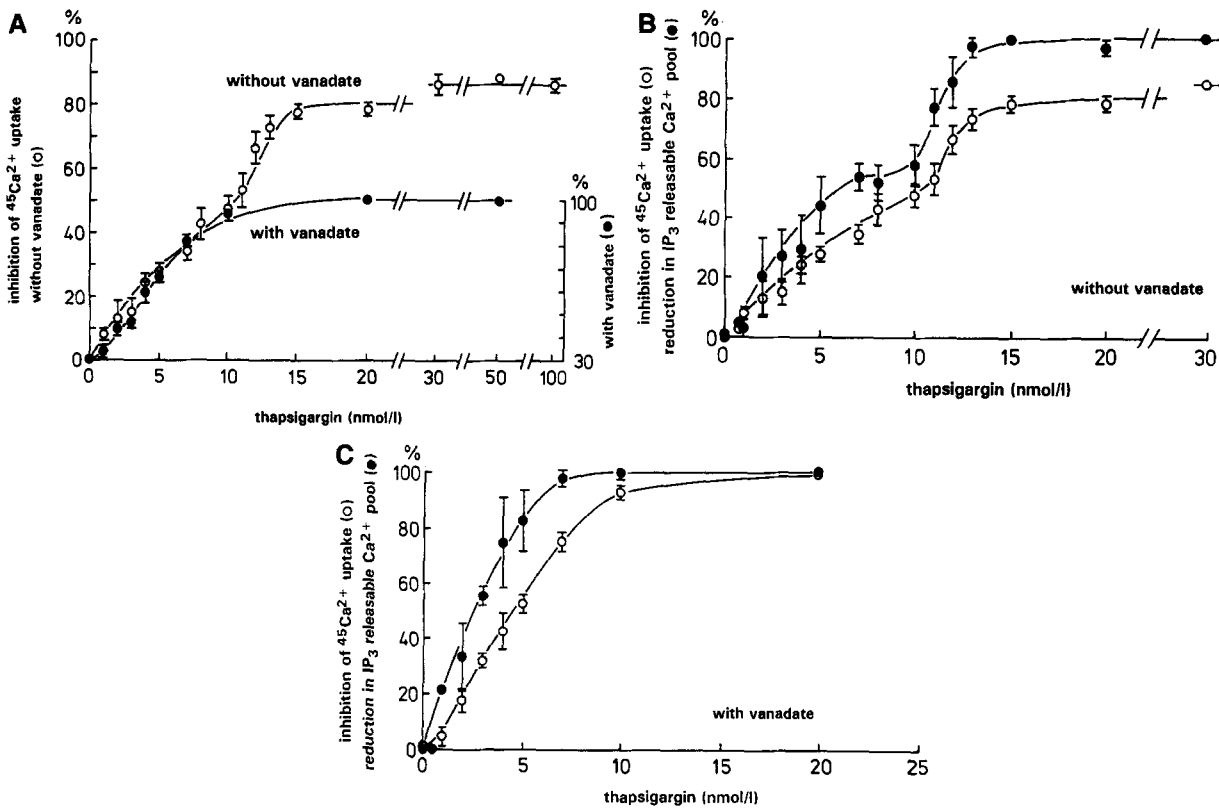 A
%
100
80
60
40
20
0
inhibition of 45Ca2+ uptake
without vanadate (o)
without vanadate
with vanadate
%
100
30
with vanadate (●)
0 5 10 15 20 30 50 100
thapsigargin (nmol/l)
B
%
100
80
60
40
20
0
inhibition of 45Ca2+ uptake (o)
reduction in IP3 releasable Ca2+ pool (●)
without vanadate
0 5 10 15 20 30
thapsigargin (nmol/l)
C
%
100
80
60
40
20
0
inhibition of 45Ca2+ uptake (o)
reduction in IP3 releasable Ca2+ pool (●)
with vanadate
0 5 10 15 20 25
thapsigargin (nmol/l)